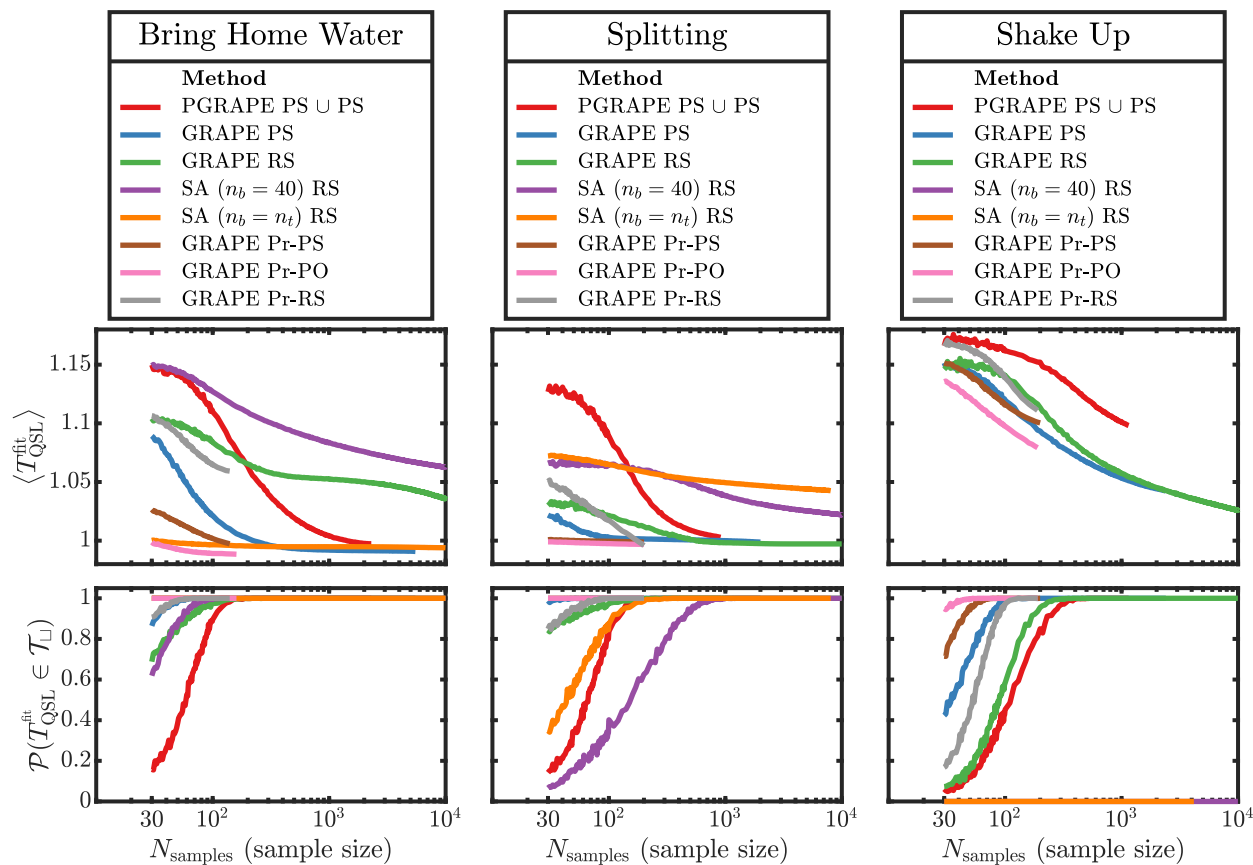 Bring Home Water
Method
PGRAPE PS ∪ PS
GRAPE PS
GRAPE RS
SA (n_b = 40) RS
SA (n_b = n_t) RS
GRAPE Pr-PS
GRAPE Pr-PO
GRAPE Pr-RS
Splitting
Method
PGRAPE PS ∪ PS
GRAPE PS
GRAPE RS
SA (n_b = 40) RS
SA (n_b = n_t) RS
GRAPE Pr-PS
GRAPE Pr-PO
GRAPE Pr-RS
Shake Up
Method
PGRAPE PS ∪ PS
GRAPE PS
GRAPE RS
SA (n_b = 40) RS
SA (n_b = n_t) RS
GRAPE Pr-PS
GRAPE Pr-PO
GRAPE Pr-RS
⟨T_QSL^fit⟩
1.15
1.1
1.05
1
P(T_QSL^fit ∈ T_⊔)
1
0.8
0.6
0.4
0.2
0
30 10^2 10^3 10^4
30 10^2 10^3 10^4
30 10^2 10^3 10^4
N_samples (sample size)
N_samples (sample size)
N_samples (sample size)